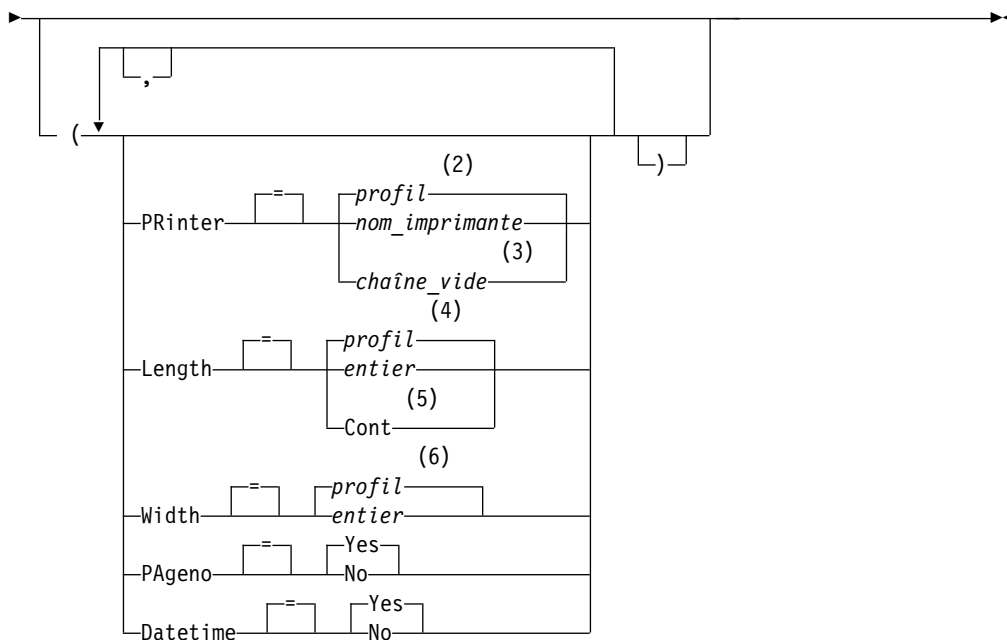 ,
( )
(2)
profil
PRinter = nom_imprimante
(3)
chaîne_vide
(4)
profil
Length = entier
(5)
Cont
(6)
profil
Width = entier
Yes
PAgeno = No
Yes
Datetime = No